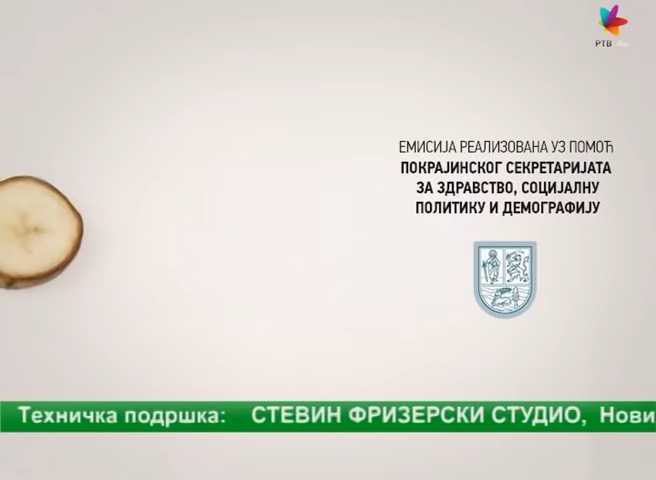 РТВ
ЕМИСИЈА РЕАЛИЗОВАНА УЗ ПОМОЋ
ПОКРАЈИНСКОГ СЕКРЕТАРИЈАТА
ЗА ЗДРАВСТВО, СОЦИЈАЛНУ
ПОЛИТИКУ И ДЕМОГРАФИЈУ
Техничка подршка: СТЕВИН ФРИЗЕРСКИ СТУДИО, Нови